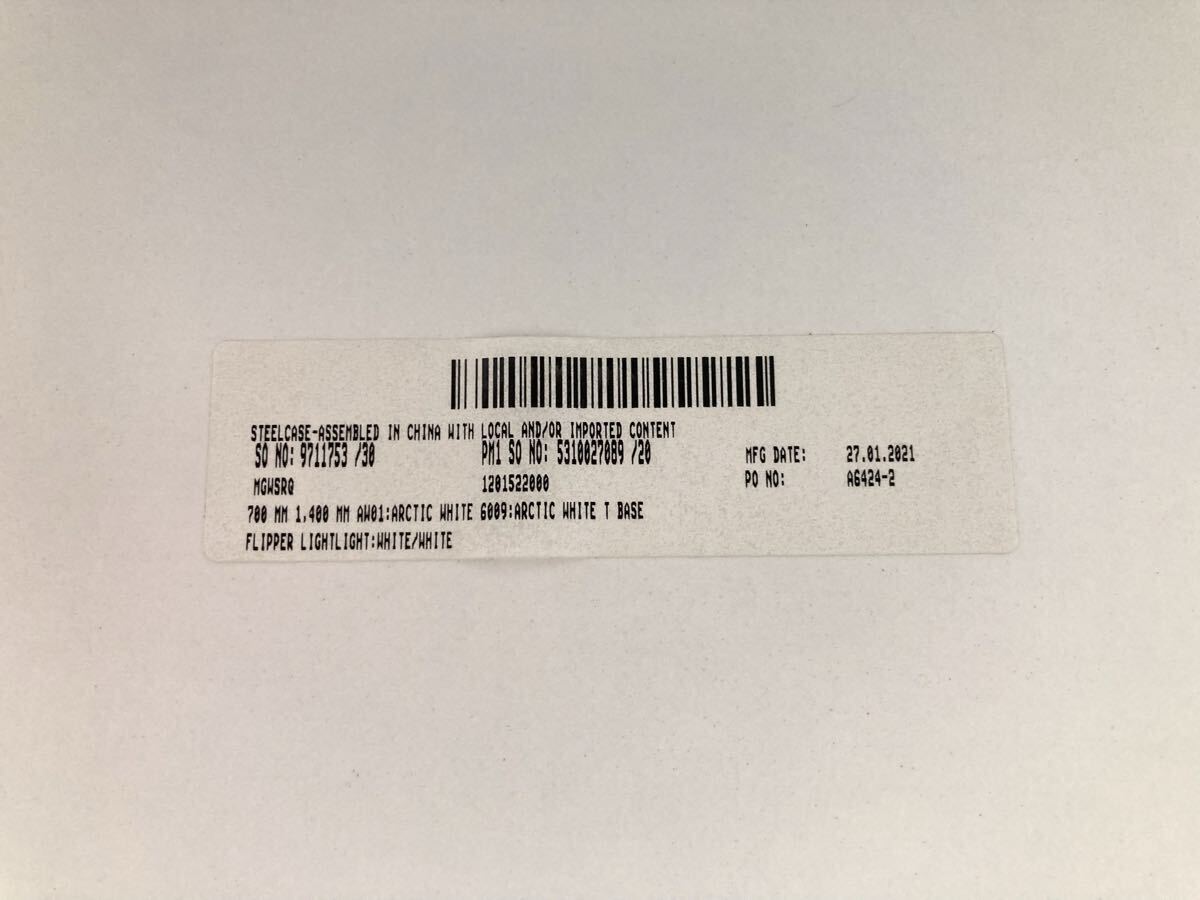 STEELCASE-ASSEMBLED IN CHINA WITH LOCAL AND/OR IMPORTED CONTENT
SO NO: 9711753 /30 PM1 SO NO: 5310027089 /20 MFG DATE: 27.01.2021
MGWSRQ 1201522000 PO NO: A6424-2
700 MM 1,400 MM AW01:ARCTIC WHITE 6009:ARCTIC WHITE T BASE
FLIPPER LIGHTLIGHT:WHITE/WHITE